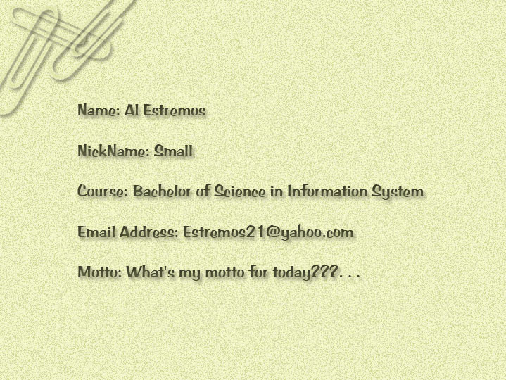 Name: Al Estremos
NickName: Small
Course: Bachelor of Science in Information System
Email Address: Estremos21@yahoo.com
Motto: What's my motto for today???. . .